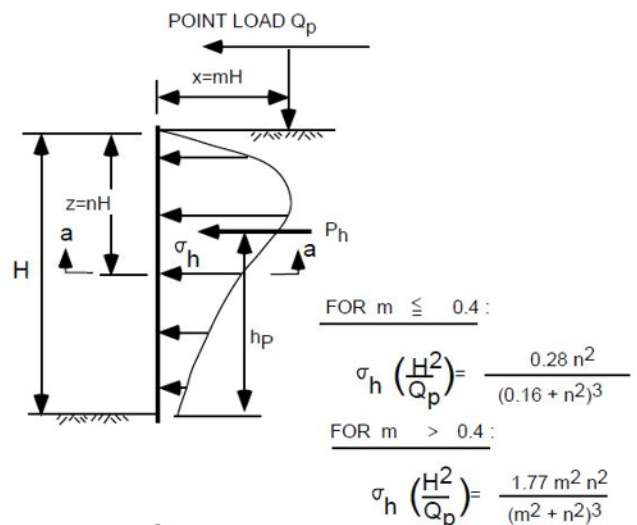 POINT LOAD Qp
x=mH
z=nH
a
H
σh
Ph
a
hP
FOR m ≦ 0.4 :
σh (H²/Qp)= 0.28 n² / (0.16 + n²)³
FOR m > 0.4 :
σh (H²/Qp)= 1.77 m² n² / (m² + n²)³